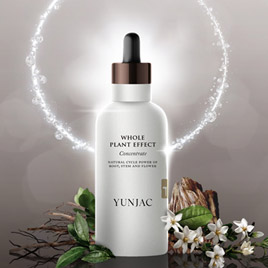 WHOLE
PLANT EFFECT
Concentrate
NATURAL CYCLE POWER OF
ROOT, STEM AND FLOWER
YUNJAC